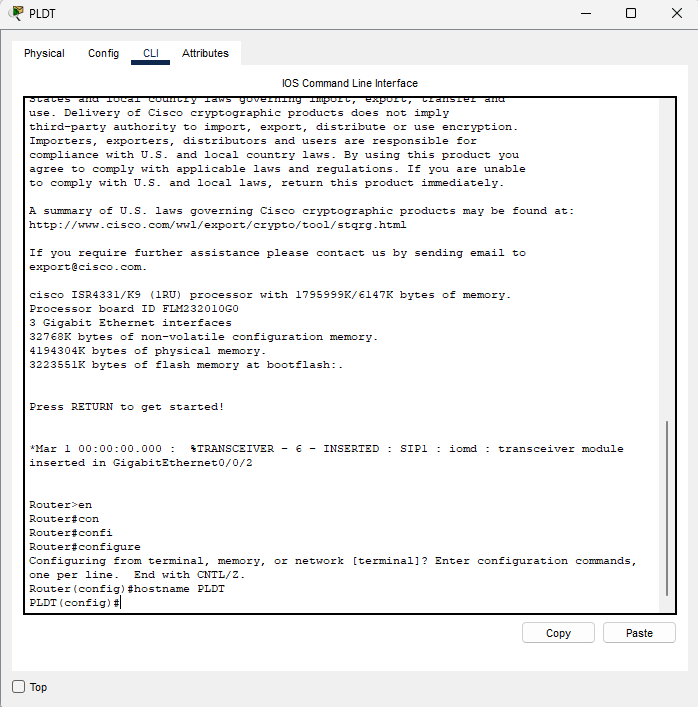 PLDT
Physical Config CLI Attributes
IOS Command Line Interface
States and local country laws governing import, export, transfer and
use. Delivery of Cisco cryptographic products does not imply
third-party authority to import, export, distribute or use encryption.
Importers, exporters, distributors and users are responsible for
compliance with U.S. and local country laws. By using this product you
agree to comply with applicable laws and regulations. If you are unable
to comply with U.S. and local laws, return this product immediately.
A summary of U.S. laws governing Cisco cryptographic products may be found at:
http://www.cisco.com/wwl/export/crypto/tool/stqrg.html
If you require further assistance please contact us by sending email to
export@cisco.com.
cisco ISR4331/K9 (1RU) processor with 1795999K/6147K bytes of memory.
Processor board ID FLM232010G0
3 Gigabit Ethernet interfaces
32768K bytes of non-volatile configuration memory.
4194304K bytes of physical memory.
3223551K bytes of flash memory at bootflash:.
Press RETURN to get started!
*Mar 1 00:00:00.000 :  %TRANSCEIVER - 6 - INSERTED : SIP1 : iomd : transceiver module
inserted in GigabitEthernet0/0/2
Router>en
Router#con
Router#confi
Router#configure
Configuring from terminal, memory, or network [terminal]? Enter configuration commands,
one per line.  End with CNTL/Z.
Router(config)#hostname PLDT
PLDT(config)#
Copy Paste
Top